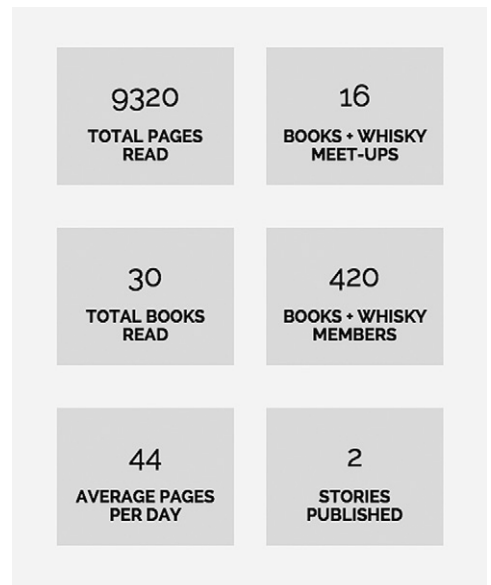 9320
TOTAL PAGES
READ
16
BOOKS + WHISKY
MEET-UPS
30
TOTAL BOOKS
READ
420
BOOKS + WHISKY
MEMBERS
44
AVERAGE PAGES
PER DAY
2
STORIES
PUBLISHED